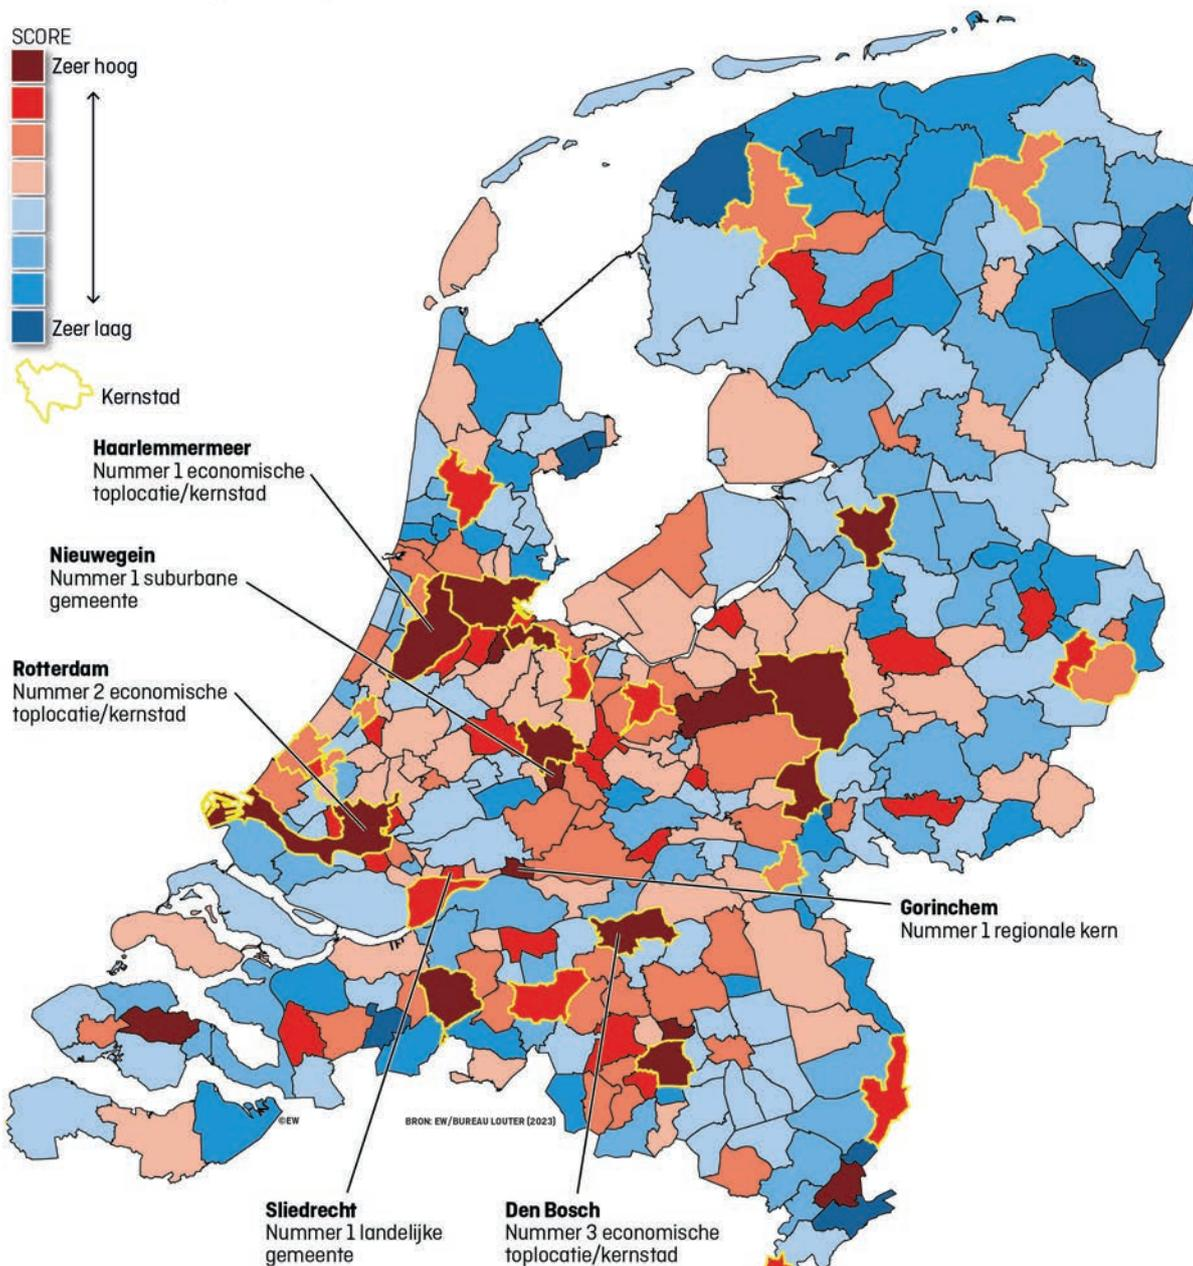 SCORE
Zeer hoog
Zeer laag
Kernstad
Haarlemmermeer
Nummer 1 economische
toplocatie/kernstad
Nieuwegein
Nummer 1 suburbane
gemeente
Rotterdam
Nummer 2 economische
toplocatie/kernstad
Gorinchem
Nummer 1 regionale kern
©EW
BRON: EW/BUREAU LOUTER (2023)
Sliedrecht
Nummer 1 landelijke
gemeente
Den Bosch
Nummer 3 economische
toplocatie/kernstad